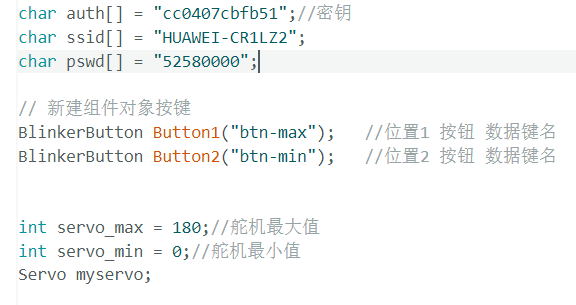 char auth[] = "cc0407cbfb51";//密钥
char ssid[] = "HUAWEI-CR1LZ2";
char pswd[] = "52580000";
// 新建组件对象按键
BlinkerButton Button1("btn-max");   //位置1 按钮 数据键名
BlinkerButton Button2("btn-min");   //位置2 按钮 数据键名
int servo_max = 180;//舵机最大值
int servo_min = 0;//舵机最小值
Servo myservo;